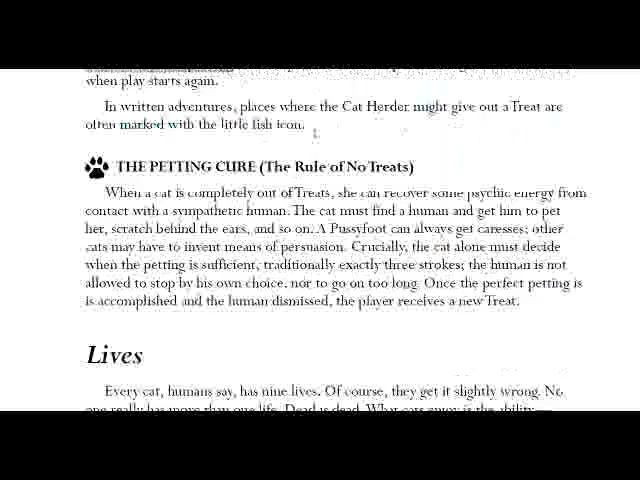 when play starts again.
In written adventures, places where the Cat Herder might give out a Treat are
often marked with the little fish icon.
THE PETTING CURE (The Rule of No Treats)
When a cat is completely out of Treats, she can recover some psychic energy from
contact with a sympathetic human. The cat must find a human and get him to pet
her, scratch behind the ears, and so on. A Pussyfoot can always get caresses; other
cats may have to invent means of persuasion. Crucially, the cat alone must decide
when the petting is sufficient, traditionally exactly three strokes; the human is not
allowed to stop by his own choice, nor to go on too long. Once the perfect petting is
is accomplished and the human dismissed, the player receives a new Treat.
Lives
Every cat, humans say, has nine lives. Of course, they get it slightly wrong. No
one really has more than one life. Dead is dead. What cats enjoy is the ability—